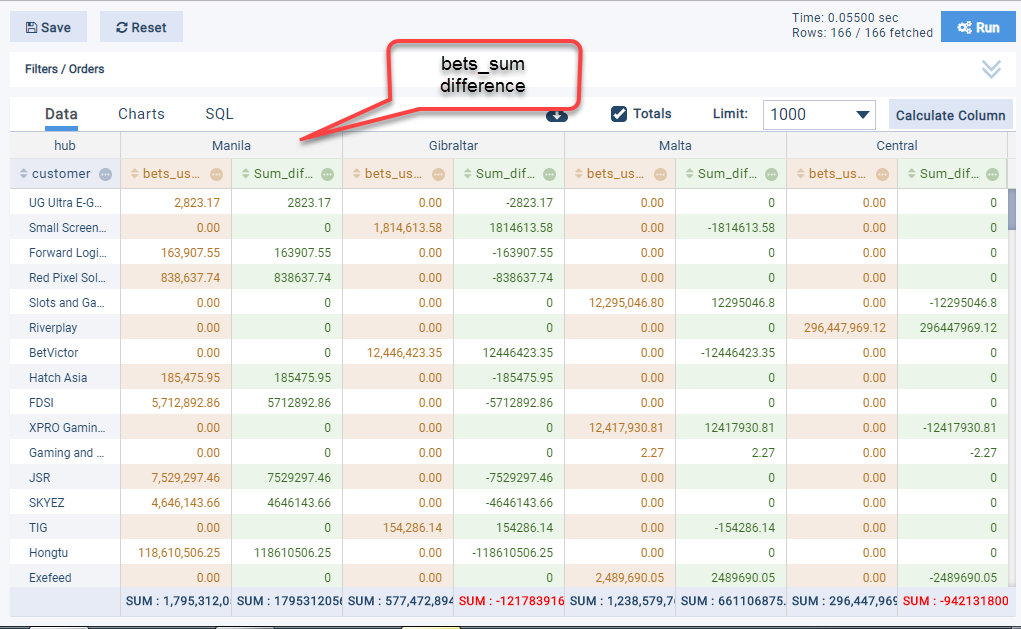 Save Reset Time: 0.05500 sec Run
Rows: 166 / 166 fetched
Filters / Orders
bets_sum
difference
Data Charts SQL Totals Limit: 1000 Calculate Column
hub Manila Gibraltar Malta Central
customer bets_us... Sum_dif... bets_us... Sum_dif... bets_us... Sum_dif... bets_us... Sum_dif...
UG Ultra E-G... 2,823.17 2823.17 0.00 -2823.17 0.00 0 0.00 0
Small Screen... 0.00 0 1,814,613.58 1814613.58 0.00 -1814613.58 0.00 0
Forward Logi... 163,907.55 163907.55 0.00 -163907.55 0.00 0 0.00 0
Red Pixel Sol... 838,637.74 838637.74 0.00 -838637.74 0.00 0 0.00 0
Slots and Ga... 0.00 0 0.00 0 12,295,046.80 12295046.8 0.00 -12295046.8
Riverplay 0.00 0 0.00 0 0.00 0 296,447,969.12 296447969.12
BetVictor 0.00 0 12,446,423.35 12446423.35 0.00 -12446423.35 0.00 0
Hatch Asia 185,475.95 185475.95 0.00 -185475.95 0.00 0 0.00 0
FDSI 5,712,892.86 5712892.86 0.00 -5712892.86 0.00 0 0.00 0
XPRO Gamin... 0.00 0 0.00 0 12,417,930.81 12417930.81 0.00 -12417930.81
Gaming and ... 0.00 0 0.00 0 2.27 2.27 0.00 -2.27
JSR 7,529,297.46 7529297.46 0.00 -7529297.46 0.00 0 0.00 0
SKYEZ 4,646,143.66 4646143.66 0.00 -4646143.66 0.00 0 0.00 0
TIG 0.00 0 154,286.14 154286.14 0.00 -154286.14 0.00 0
Hongtu 118,610,506.25 118610506.25 0.00 -118610506.25 0.00 0 0.00 0
Exefeed 0.00 0 0.00 0 2,489,690.05 2489690.05 0.00 -2489690.05
SUM : 1,795,312,0 SUM : 1795312056 SUM : 577,472,894 SUM : -121783916 SUM : 1,238,579,7 SUM : 661106875. SUM : 296,447,969 SUM : -942131800